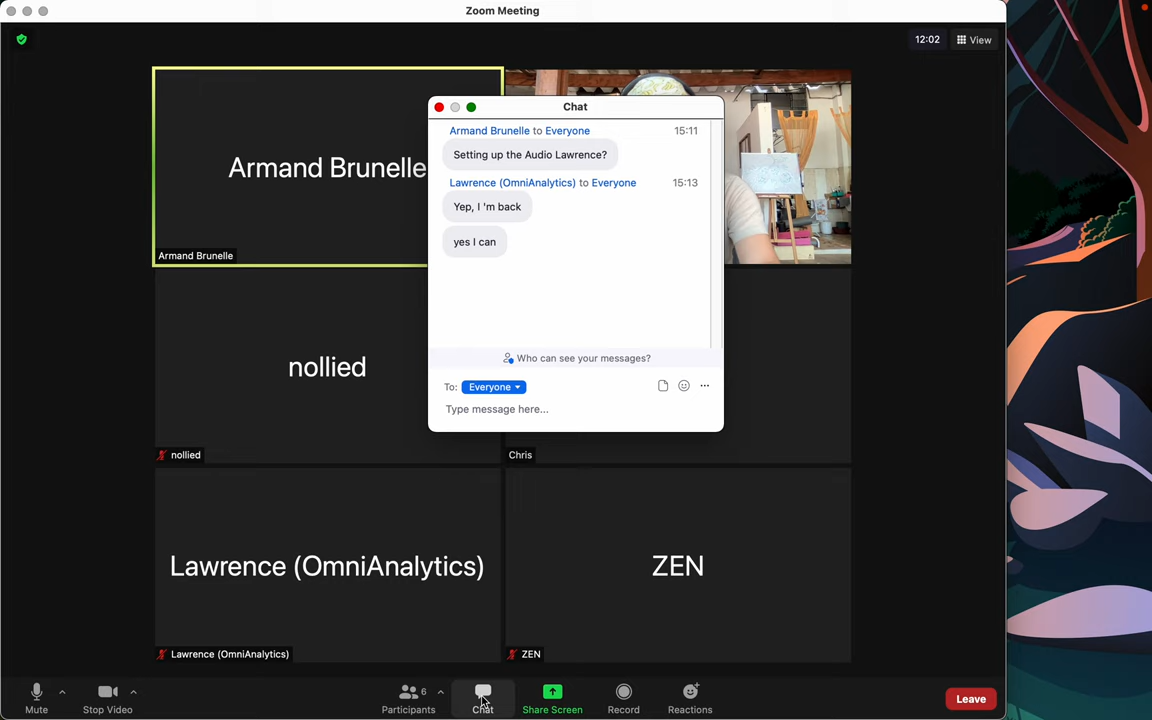 Zoom Meeting
12:02
View
Armand Brunelle
Armand Brunelle
Chat
Armand Brunelle to Everyone 15:11
Setting up the Audio Lawrence?
Lawrence (OmniAnalytics) to Everyone 15:13
Yep, I 'm back
yes I can
Who can see your messages?
To: Everyone
Type message here...
nollied
nollied
Chris
Lawrence (OmniAnalytics)
Lawrence (OmniAnalytics)
ZEN
ZEN
Mute
Stop Video
Participants 6
Chat
Share Screen
Record
Reactions
Leave